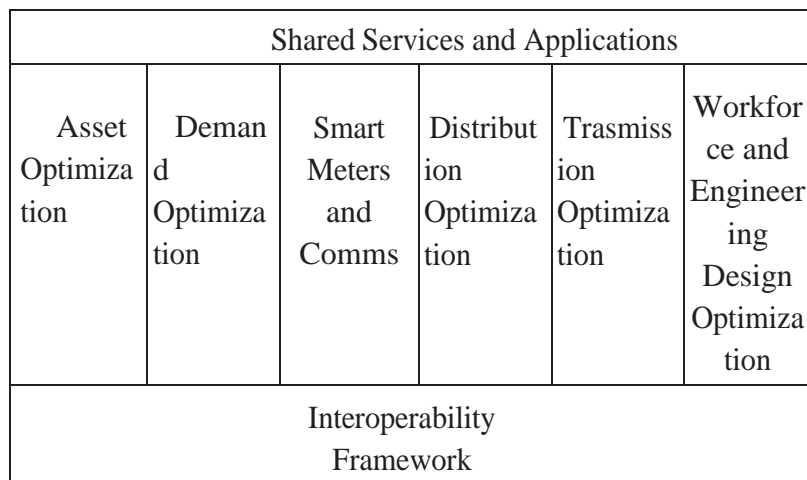 Shared Services and Applications
Asset
Optimiza
tion
Deman
d
Optimiza
tion
Smart
Meters
and
Comms
Distribut
ion
Optimiza
tion
Trasmiss
ion
Optimiza
tion
Workfor
ce and
Engineer
ing
Design
Optimiza
tion
Interoperability
Framework